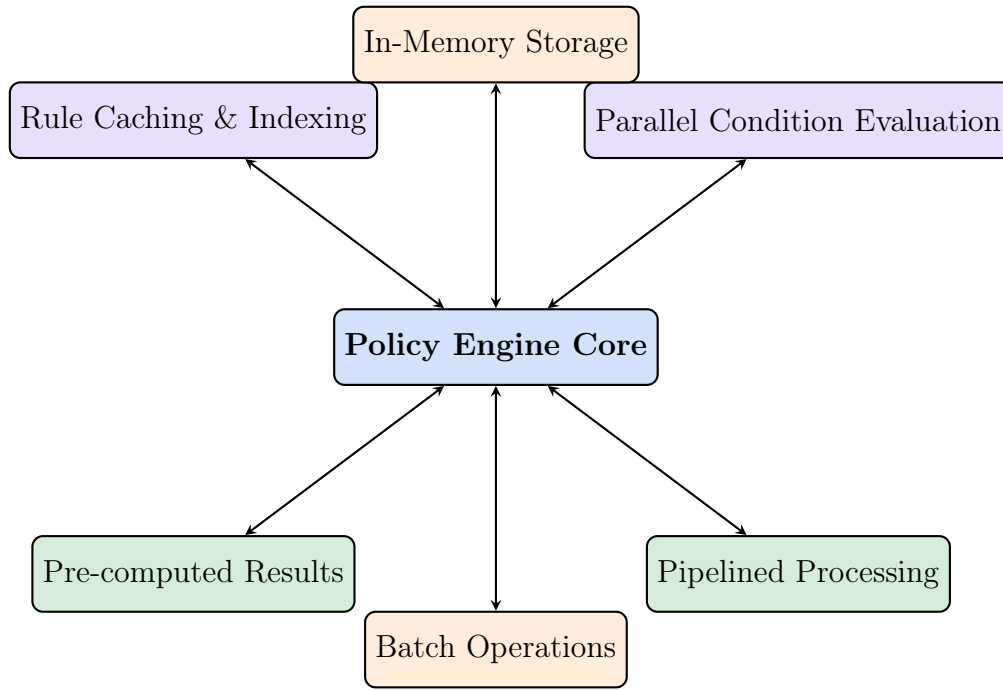 In-Memory Storage
Rule Caching & Indexing
Parallel Condition Evaluation
Policy Engine Core
Pre-computed Results
Pipelined Processing
Batch Operations